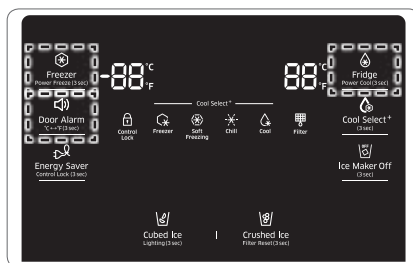 Freezer
Power Freeze (3 sec)
-88 °C °F
88 °C °F
Fridge
Power Cool (3 sec)
Door Alarm
°C↔°F (3 sec)
Cool Select+
Control Lock
Freezer
Soft Freezing
Chill
Cool
Filter
Cool Select+
(3 sec)
Energy Saver
Control Lock (3 sec)
OFF
Ice Maker Off
(3 sec)
Cubed Ice
Lighting (3 sec)
Crushed Ice
Filter Reset (3 sec)